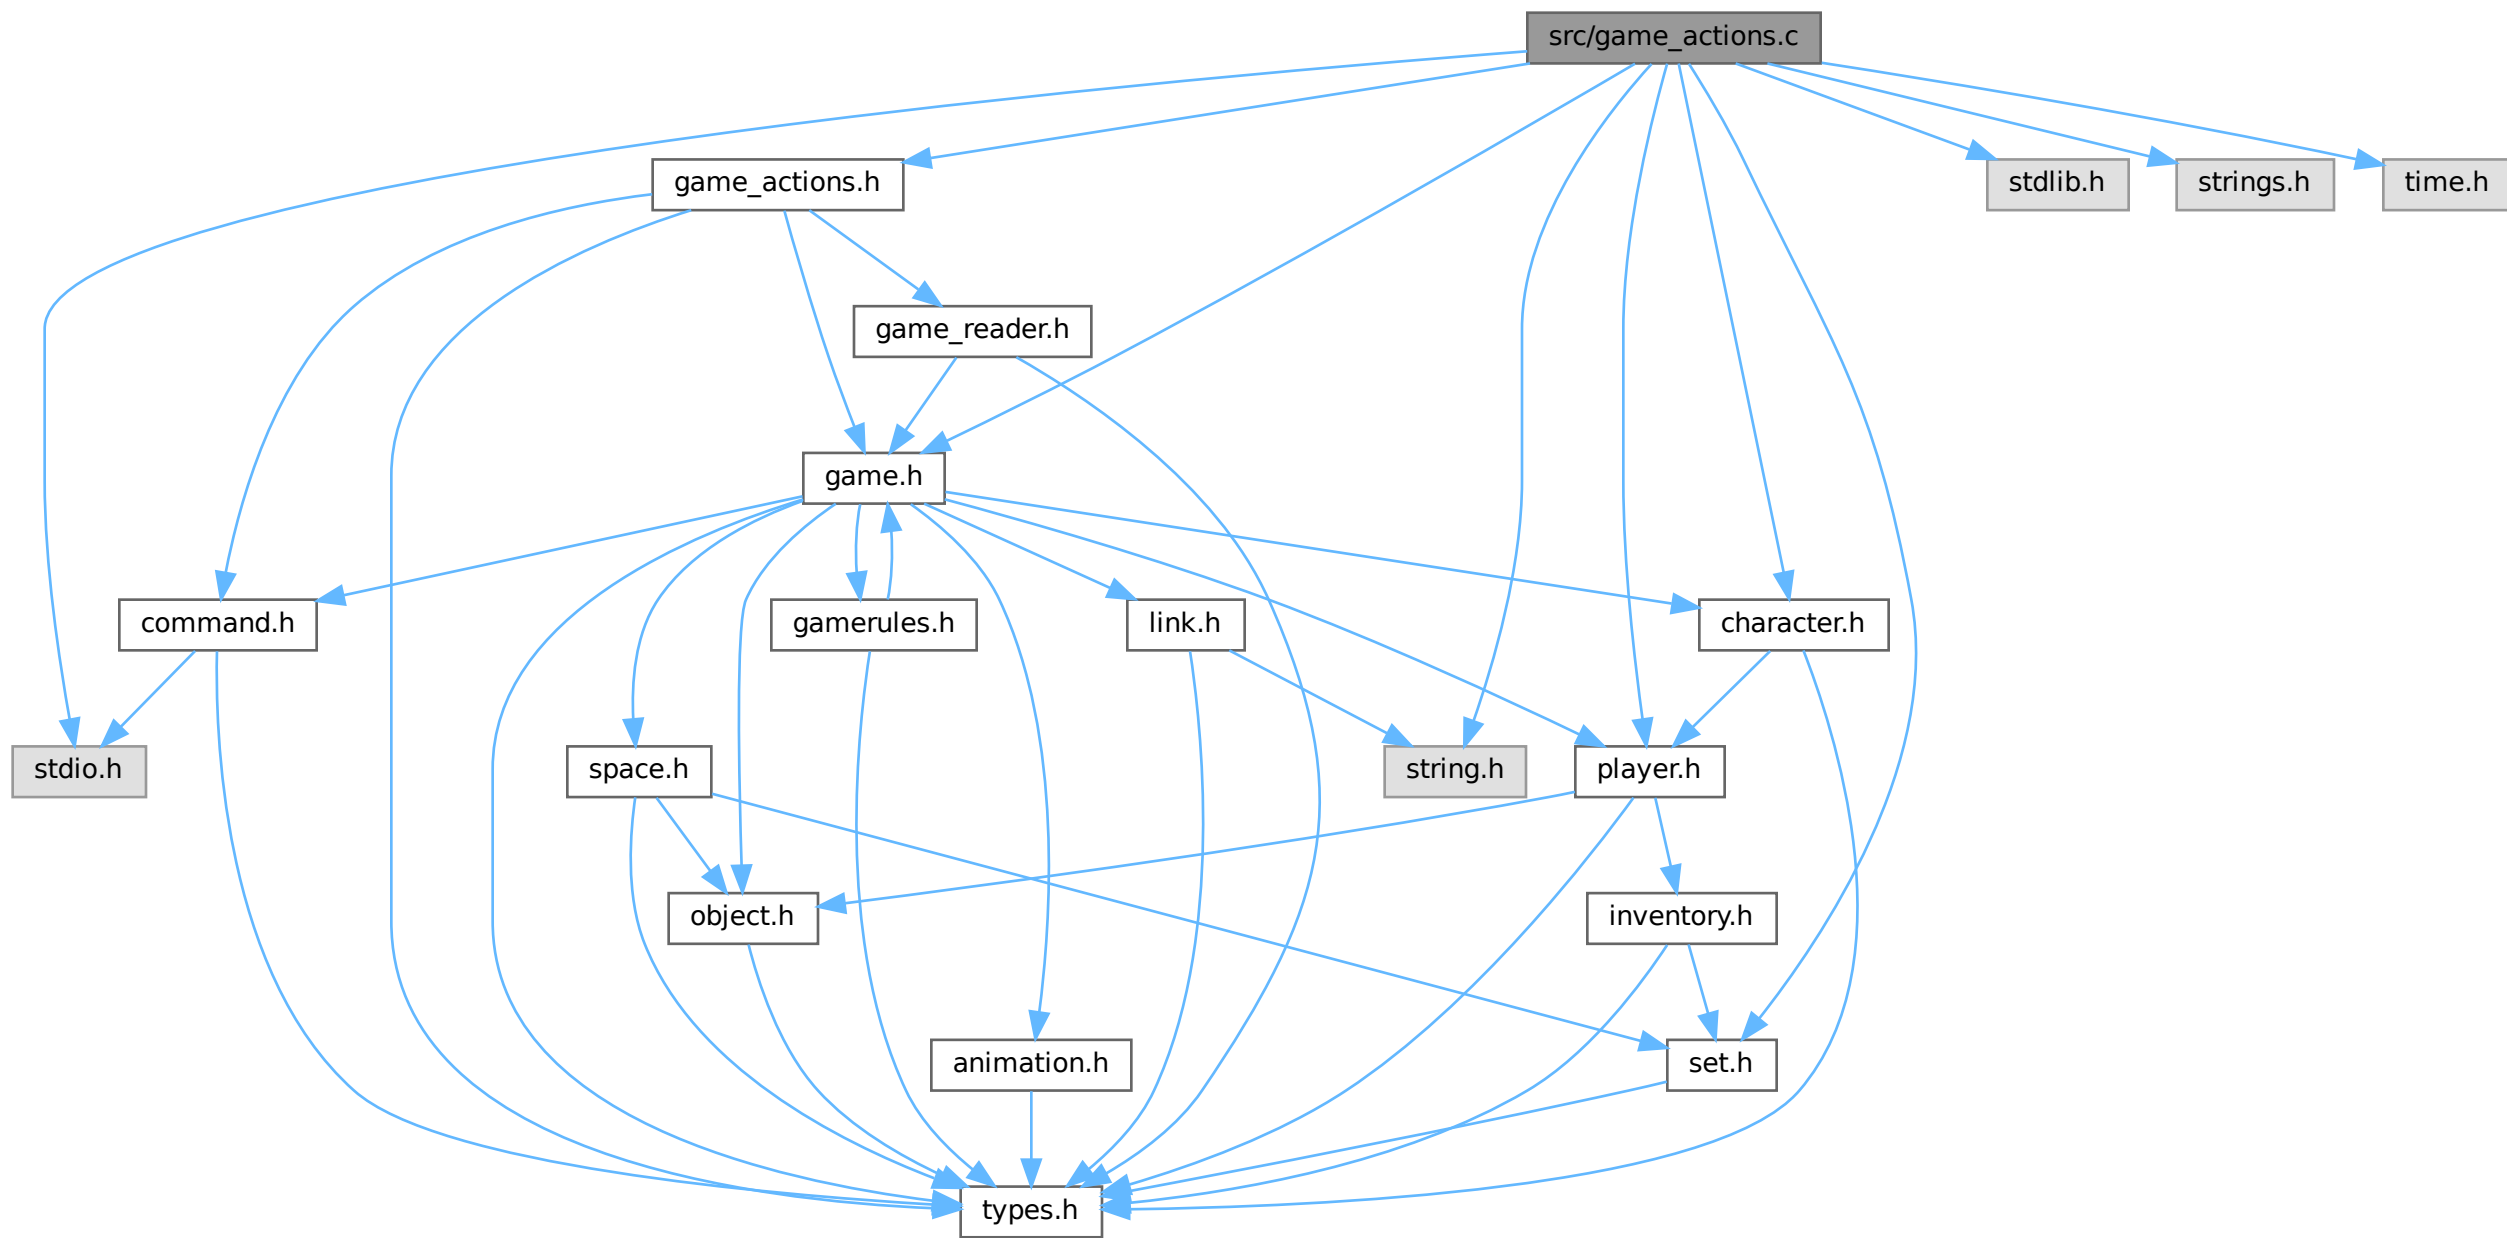 src/game_actions.c
game_actions.h
stdlib.h
strings.h
time.h
game_reader.h
game.h
command.h
gamerules.h
link.h
character.h
stdio.h
space.h
string.h
player.h
object.h
inventory.h
animation.h
set.h
types.h